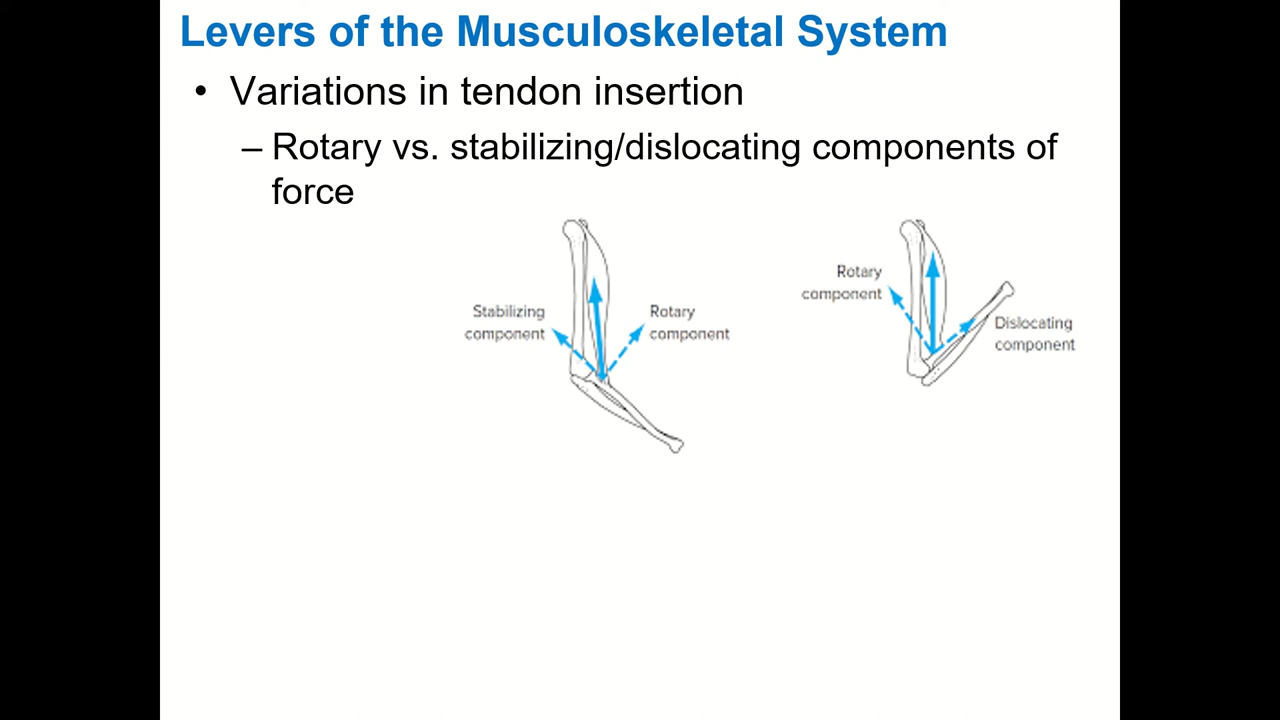 Levers of the Musculoskeletal System
• Variations in tendon insertion
– Rotary vs. stabilizing/dislocating components of
force
Stabilizing
component
Rotary
component
Rotary
component
Dislocating
component